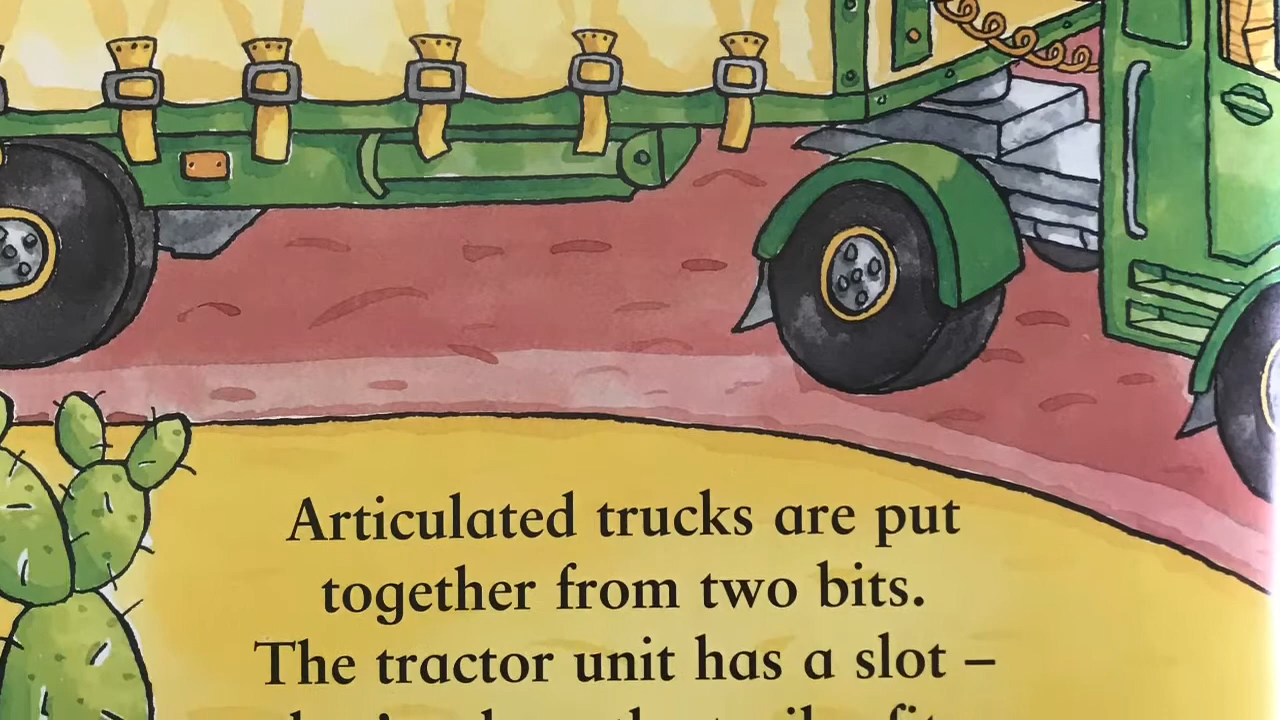 Articulated trucks are put
together from two bits.
The tractor unit has a slot –